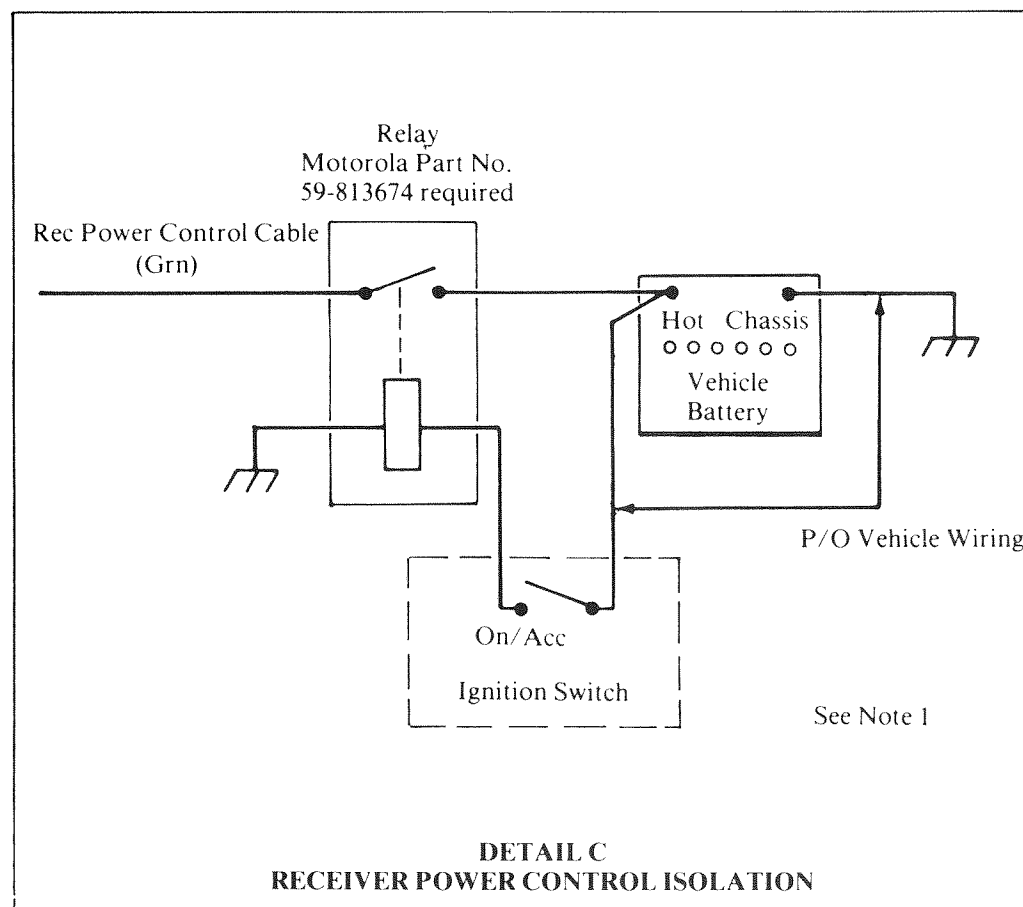 Relay
Motorola Part No.
59-813674 required
Rec Power Control Cable
(Grn)
Hot Chassis
Vehicle
Battery
P/O Vehicle Wiring
On/Acc
Ignition Switch
See Note 1
DETAIL C
RECEIVER POWER CONTROL ISOLATION